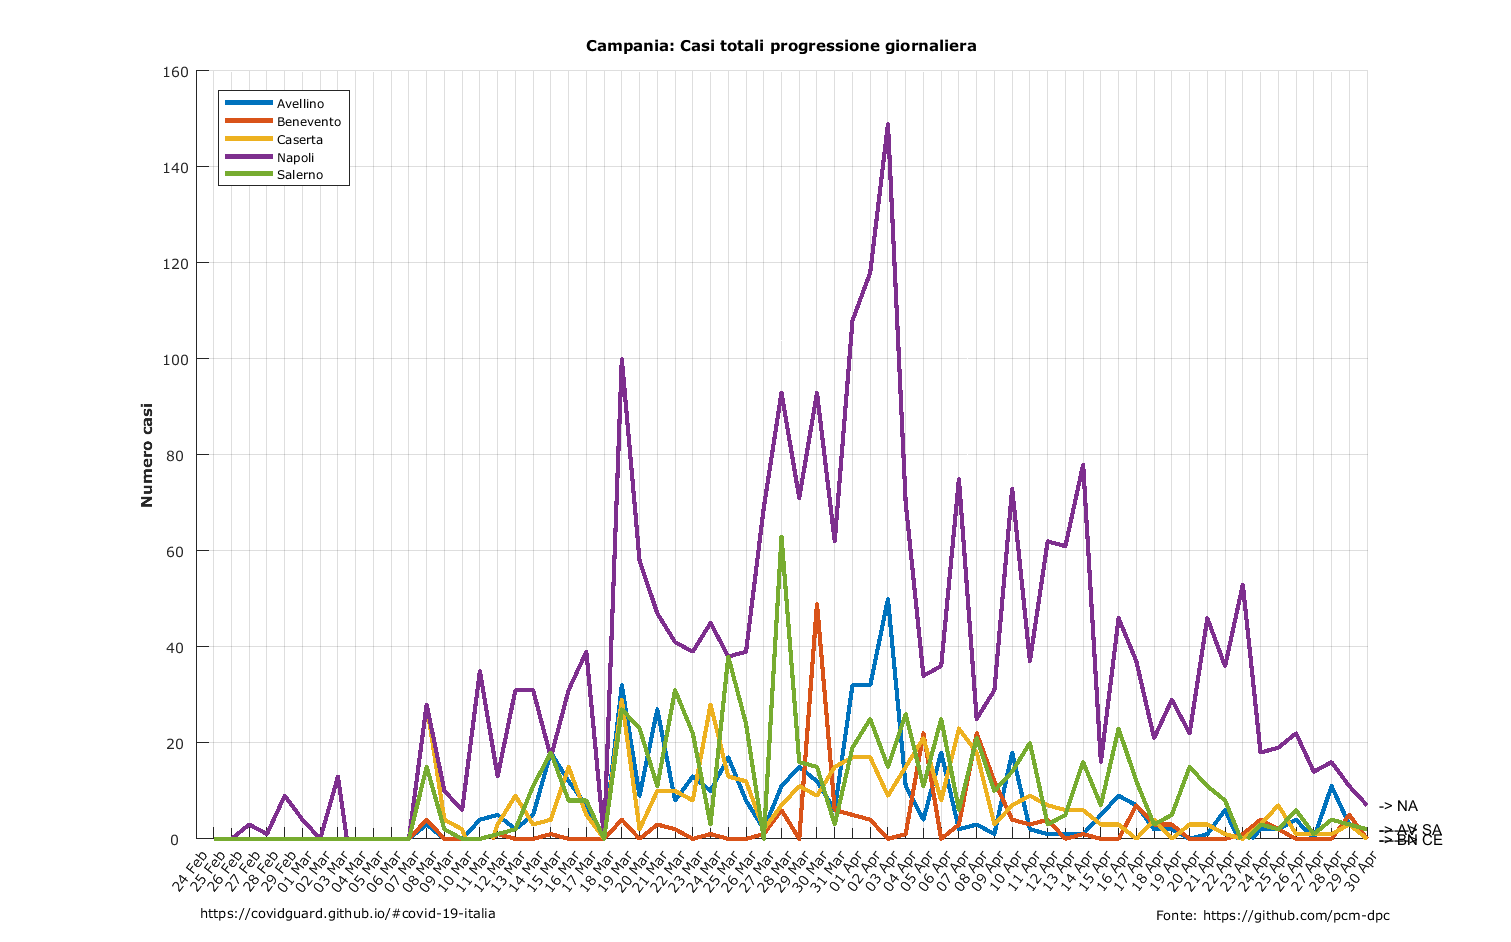 Campania: Casi totali progressione giornaliera
160
140
120
100
80
60
40
20
0
Numero casi
Avellino
Benevento
Caserta
Napoli
Salerno
-> NA
-> AV SA
-> BN CE
24 Feb
25 Feb
26 Feb
27 Feb
28 Feb
29 Feb
01 Mar
02 Mar
03 Mar
04 Mar
05 Mar
06 Mar
07 Mar
08 Mar
09 Mar
10 Mar
11 Mar
12 Mar
13 Mar
14 Mar
15 Mar
16 Mar
17 Mar
18 Mar
19 Mar
20 Mar
21 Mar
22 Mar
23 Mar
24 Mar
25 Mar
26 Mar
27 Mar
28 Mar
29 Mar
30 Mar
31 Mar
01 Apr
02 Apr
03 Apr
04 Apr
05 Apr
06 Apr
07 Apr
08 Apr
09 Apr
10 Apr
11 Apr
12 Apr
13 Apr
14 Apr
15 Apr
16 Apr
17 Apr
18 Apr
19 Apr
20 Apr
21 Apr
22 Apr
23 Apr
24 Apr
25 Apr
26 Apr
27 Apr
28 Apr
29 Apr
30 Apr
https://covidguard.github.io/#covid-19-italia
Fonte: https://github.com/pcm-dpc